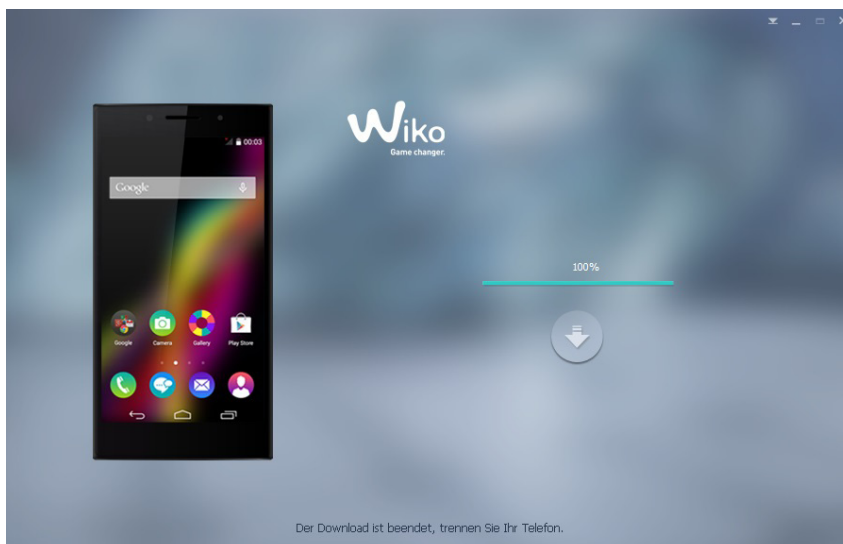 Wiko
Game changer.
00:03
Google
Google
Camera
Gallery
Play Store
100%
Der Download ist beendet, trennen Sie Ihr Telefon.